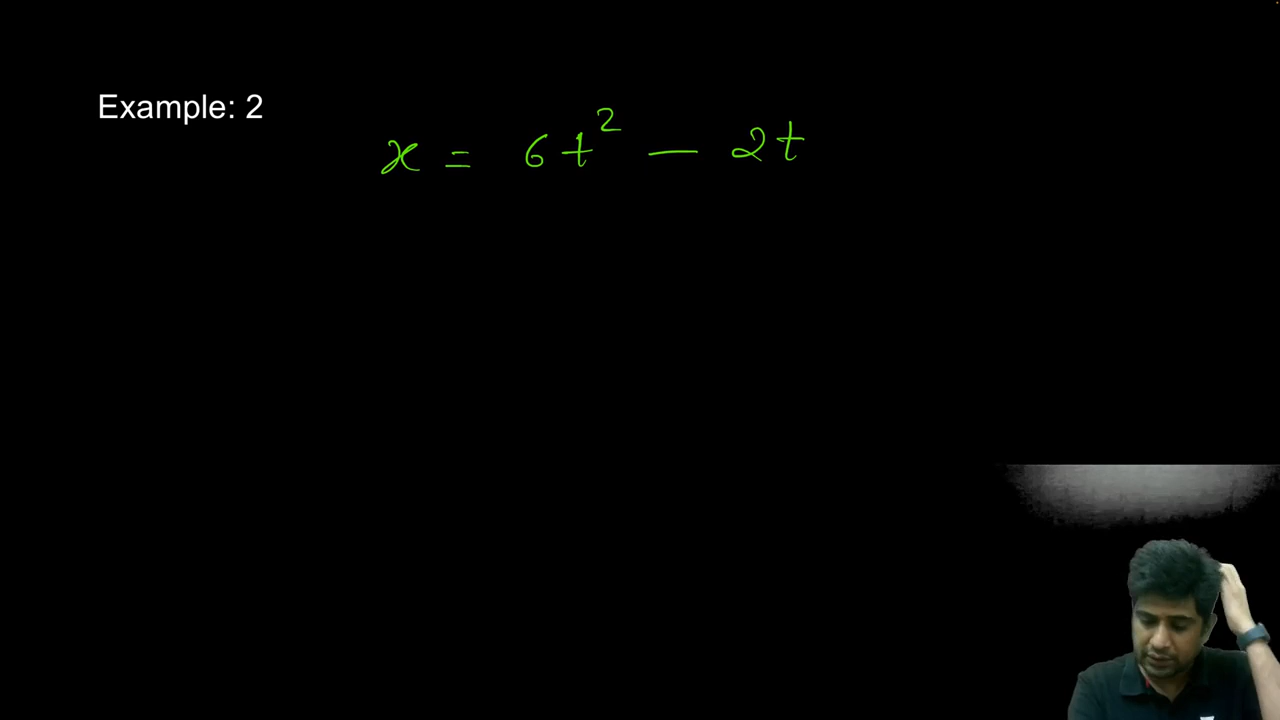 Example: 2
x = 6t² — 2t